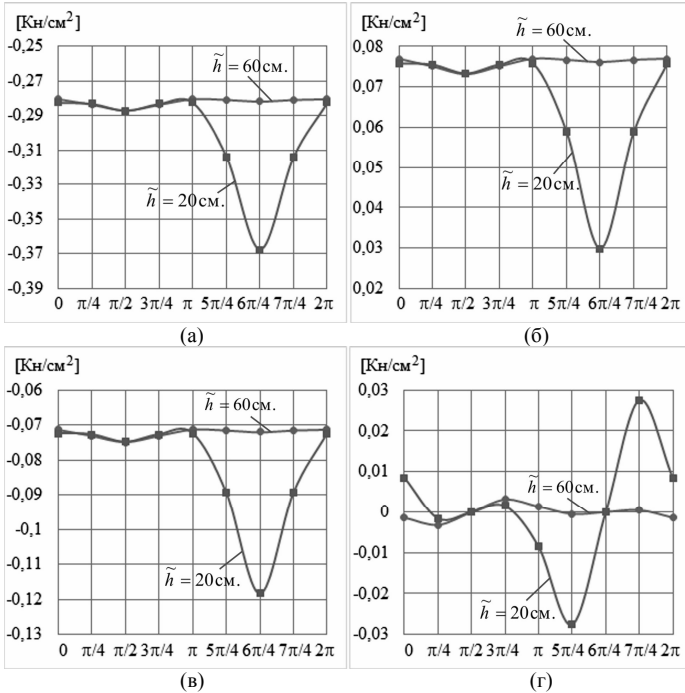 [Кн/см²]
-0,25
-0,27
-0,29
-0,31
-0,33
-0,35
-0,37
-0,39
h̃ = 60см.
h̃ = 20см.
0 π/4 π/2 3π/4 π 5π/4 6π/4 7π/4 2π
(а)
[Кн/см²]
0,08
0,07
0,06
0,05
0,04
0,03
0,02
h̃ = 60см.
h̃ = 20см.
0 π/4 π/2 3π/4 π 5π/4 6π/4 7π/4 2π
(б)
[Кн/см²]
-0,06
-0,07
-0,08
-0,09
-0,1
-0,11
-0,12
-0,13
h̃ = 60см.
h̃ = 20см.
0 π/4 π/2 3π/4 π 5π/4 6π/4 7π/4 2π
(в)
[Кн/см²]
0,03
0,02
0,01
0
-0,01
-0,02
-0,03
h̃ = 60см.
h̃ = 20см.
0 π/4 π/2 3π/4 π 5π/4 6π/4 7π/4 2π
(г)